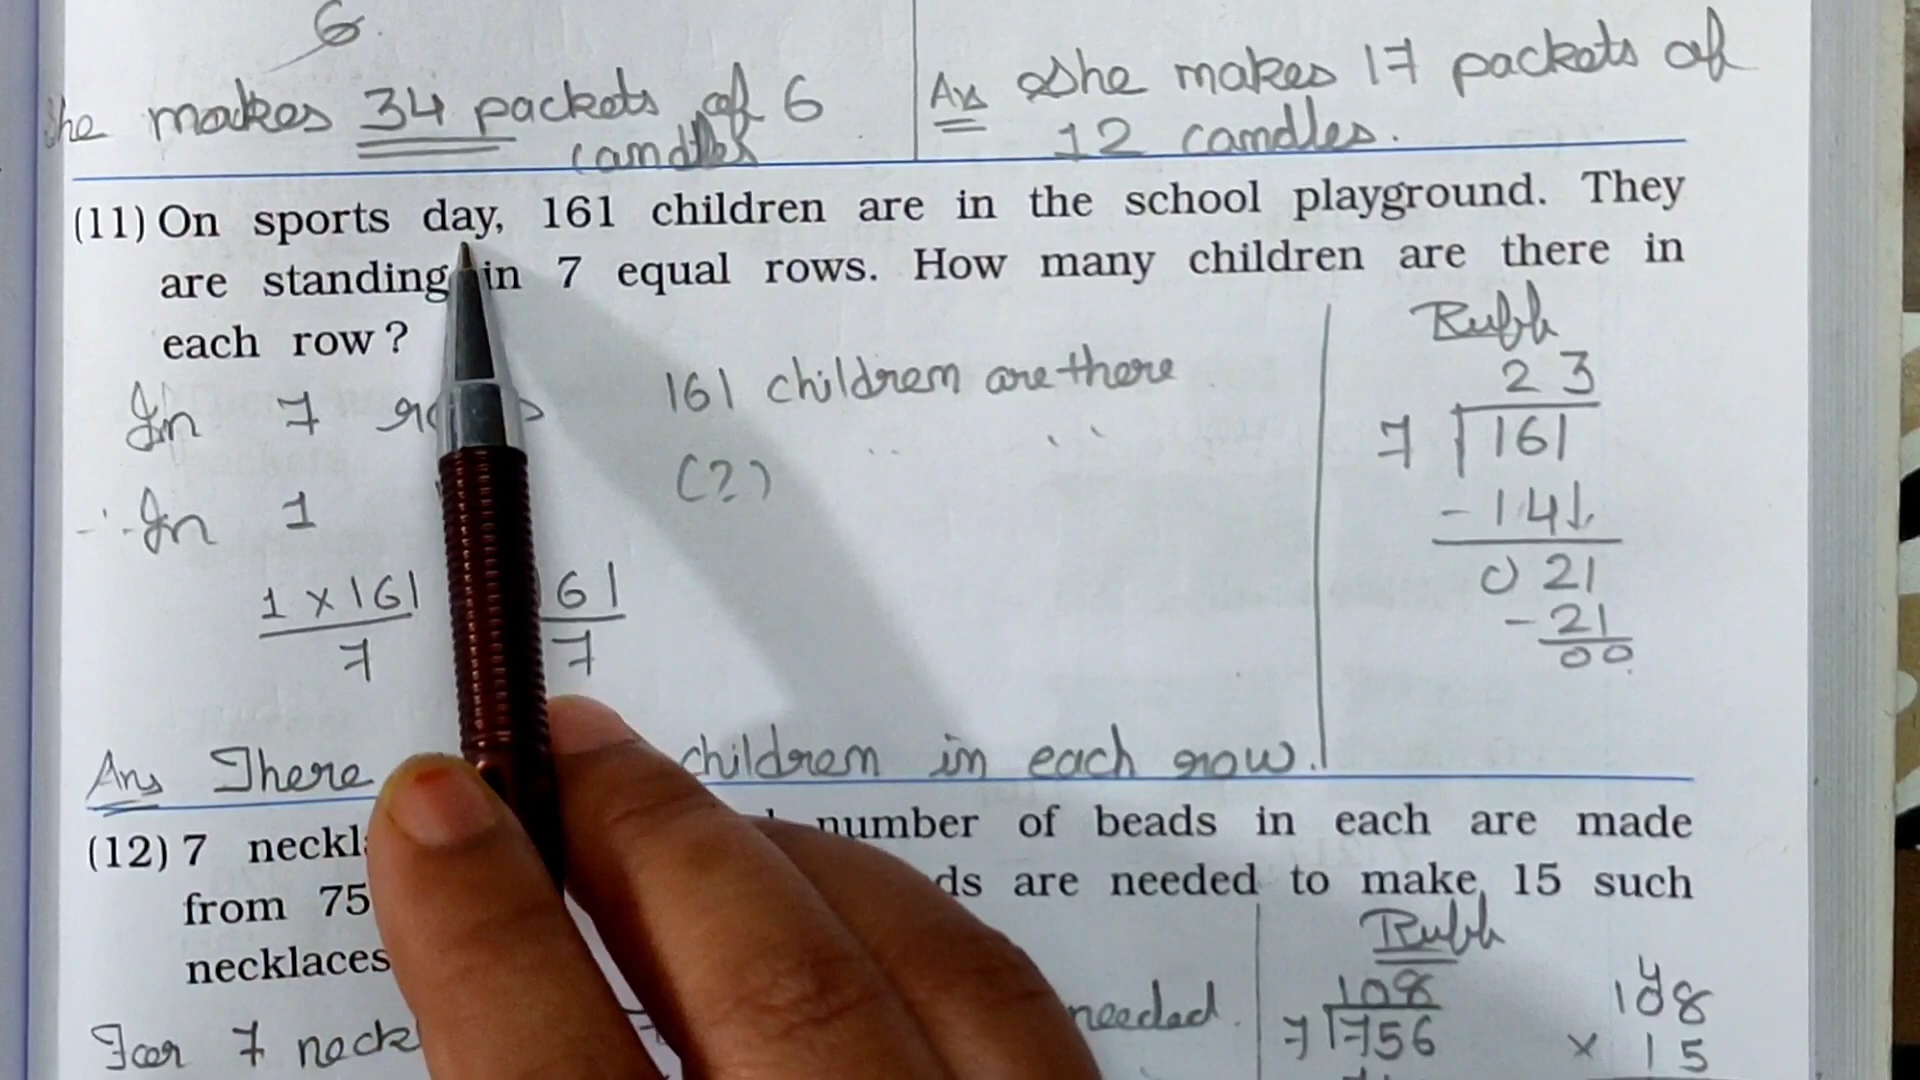 6
he makes 34 packets of 6
candles
Ans She makes 17 packets of
12 candles.
(11) On sports day, 161 children are in the school playground. They
are standing in 7 equal rows. How many children are there in
each row?
In 7 161 children are there
∴ In 1 (?) " "
1 × 161
7
61
7
Ans There children in each row.
Rubh
23
7 161
- 14↓
021
- 21
00
(12) 7 number of beads in each are made
from 75 are needed to make 15 such
necklaces
For 7 needed.
Rubh
108
7 756
108
× 15